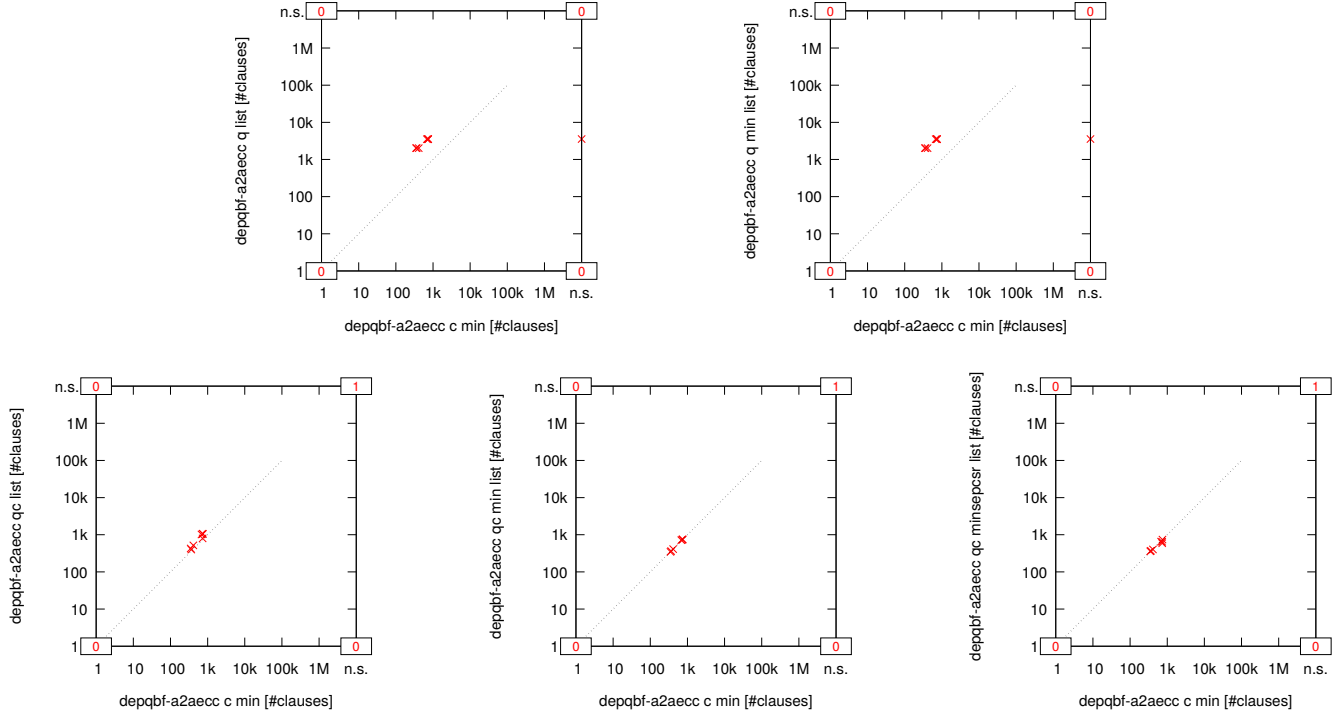 n.s. 0 0
1M
100k
10k
1k
100
10
1 0 0
1 10 100 1k 10k 100k 1M n.s.
depqbf-a2aecc q list [#clauses]
depqbf-a2aecc c min [#clauses]
n.s. 0 0
1M
100k
10k
1k
100
10
1 0 0
1 10 100 1k 10k 100k 1M n.s.
depqbf-a2aecc q min list [#clauses]
depqbf-a2aecc c min [#clauses]
n.s. 0 1
1M
100k
10k
1k
100
10
1 0 0
1 10 100 1k 10k 100k 1M n.s.
depqbf-a2aecc qc list [#clauses]
depqbf-a2aecc c min [#clauses]
n.s. 0 1
1M
100k
10k
1k
100
10
1 0 0
1 10 100 1k 10k 100k 1M n.s.
depqbf-a2aecc qc min list [#clauses]
depqbf-a2aecc c min [#clauses]
n.s. 0 1
1M
100k
10k
1k
100
10
1 0 0
1 10 100 1k 10k 100k 1M n.s.
depqbf-a2aecc qc minsepcsr list [#clauses]
depqbf-a2aecc c min [#clauses]